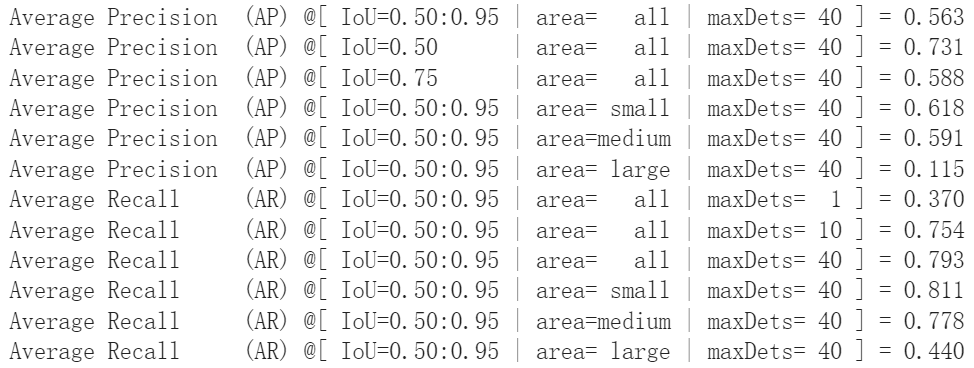 Average Precision  (AP) @[ IoU=0.50:0.95 | area=   all | maxDets= 40 ] = 0.563
Average Precision  (AP) @[ IoU=0.50      | area=   all | maxDets= 40 ] = 0.731
Average Precision  (AP) @[ IoU=0.75      | area=   all | maxDets= 40 ] = 0.588
Average Precision  (AP) @[ IoU=0.50:0.95 | area= small | maxDets= 40 ] = 0.618
Average Precision  (AP) @[ IoU=0.50:0.95 | area=medium | maxDets= 40 ] = 0.591
Average Precision  (AP) @[ IoU=0.50:0.95 | area= large | maxDets= 40 ] = 0.115
Average Recall     (AR) @[ IoU=0.50:0.95 | area=   all | maxDets=  1 ] = 0.370
Average Recall     (AR) @[ IoU=0.50:0.95 | area=   all | maxDets= 10 ] = 0.754
Average Recall     (AR) @[ IoU=0.50:0.95 | area=   all | maxDets= 40 ] = 0.793
Average Recall     (AR) @[ IoU=0.50:0.95 | area= small | maxDets= 40 ] = 0.811
Average Recall     (AR) @[ IoU=0.50:0.95 | area=medium | maxDets= 40 ] = 0.778
Average Recall     (AR) @[ IoU=0.50:0.95 | area= large | maxDets= 40 ] = 0.440